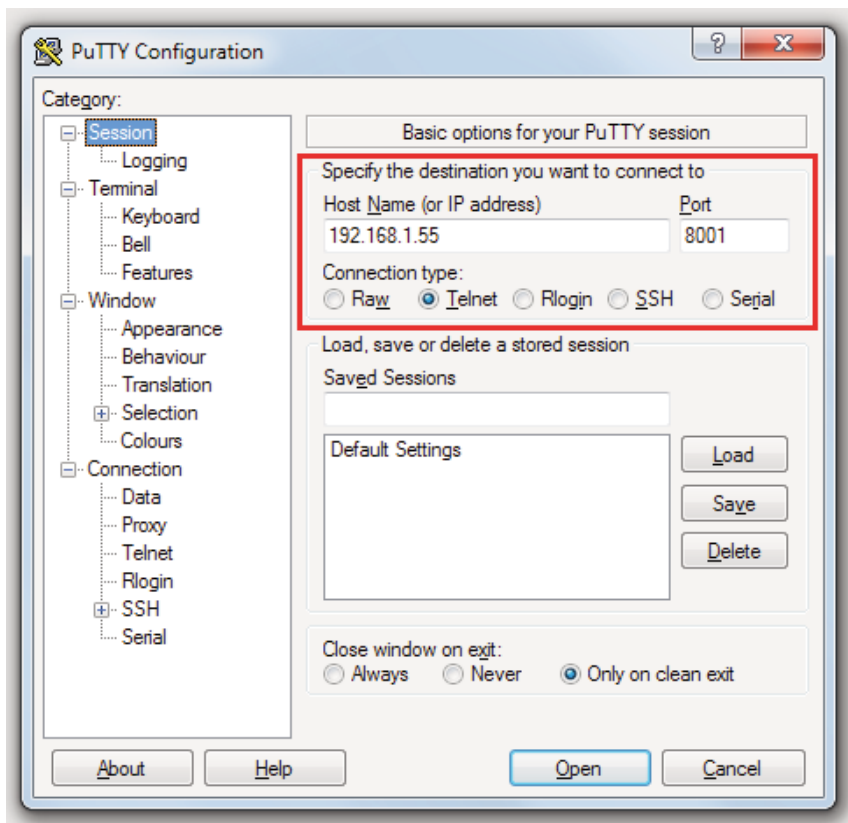 PuTTY Configuration
Category:
Session
Logging
Terminal
Keyboard
Bell
Features
Window
Appearance
Behaviour
Translation
Selection
Colours
Connection
Data
Proxy
Telnet
Rlogin
SSH
Serial
Basic options for your PuTTY session
Specify the destination you want to connect to
Host Name (or IP address) Port
192.168.1.55 8001
Connection type:
Raw Telnet Rlogin SSH Serial
Load, save or delete a stored session
Saved Sessions
Default Settings
Load
Save
Delete
Close window on exit:
Always Never Only on clean exit
About Help Open Cancel